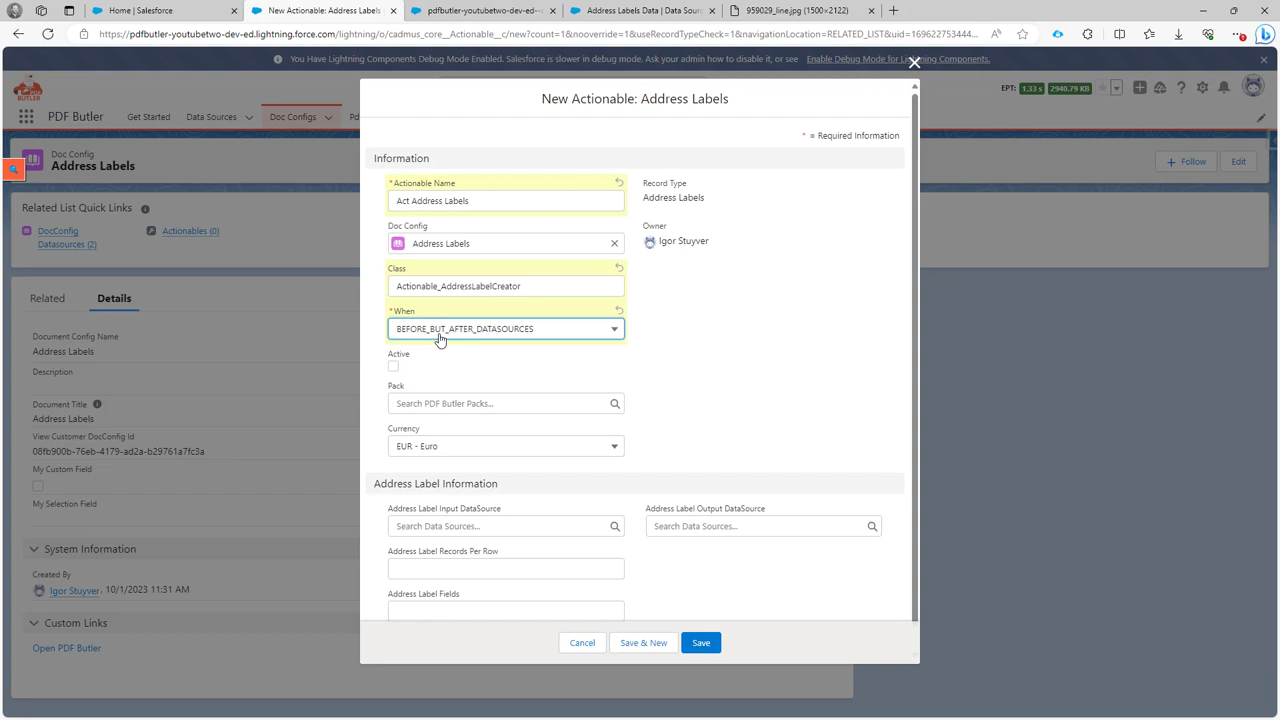 Home | Salesforce
New Actionable: Address Labels
pdfbutler-youtubetwo-dev-ed---
Address Labels Data | Data Sour
959029_line.jpg (1500×2122)
https://pdfbutler-youtubetwo-dev-ed.lightning.force.com/lightning/o/cadmus_core__Actionable__c/new?count=1&nooverride=1&useRecordTypeCheck=1&navigationLocation=RELATED_LIST&uid=169622753444...
You Have Lightning Components Debug Mode Enabled. Salesforce is slower in debug mode. Ask your admin how to disable it, or see Enable Debug Mode for Lightning Components.
BUTLER
EPT: 1.33 s 2940.79 KB
PDF Butler
Get Started
Data Sources
Doc Configs
Doc Config
Address Labels
Follow
Edit
Related List Quick Links
DocConfig Datasources (2)
Actionables (0)
Related
Details
Document Config Name
Address Labels
Description
Document Title
Address Labels
View Customer DocConfig Id
08fb900b-76eb-4179-ad2a-b29761a7fc3a
My Custom Field
My Selection Field
System Information
Created By
Igor Stuyver, 10/1/2023 11:31 AM
Custom Links
Open PDF Butler
New Actionable: Address Labels
* = Required Information
Information
*Actionable Name
Act Address Labels
Record Type
Address Labels
Doc Config
Address Labels
Owner
Igor Stuyver
Class
Actionable_AddressLabelCreator
*When
BEFORE_BUT_AFTER_DATASOURCES
Active
Pack
Search PDF Butler Packs...
Currency
EUR - Euro
Address Label Information
Address Label Input DataSource
Search Data Sources...
Address Label Output DataSource
Search Data Sources...
Address Label Records Per Row
Address Label Fields
Cancel
Save & New
Save